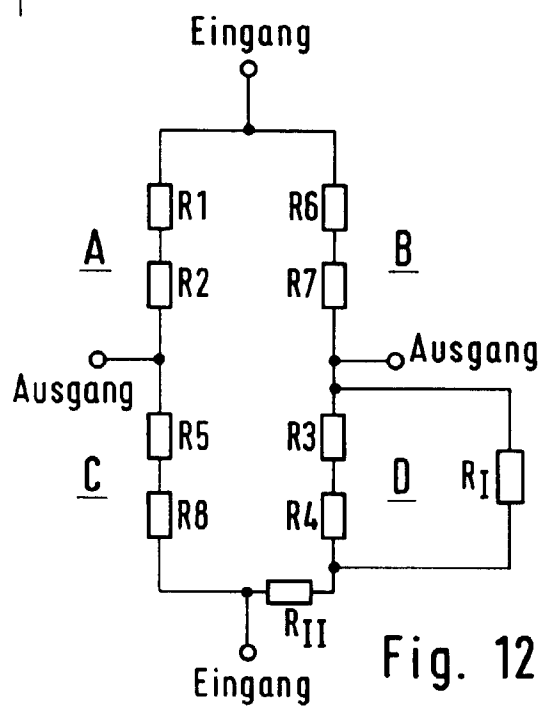 Eingang
R1 R6
A B
R2 R7
Ausgang
Ausgang
R5 R3
C D R_I
R8 R4
R_II
Fig. 12
Eingang